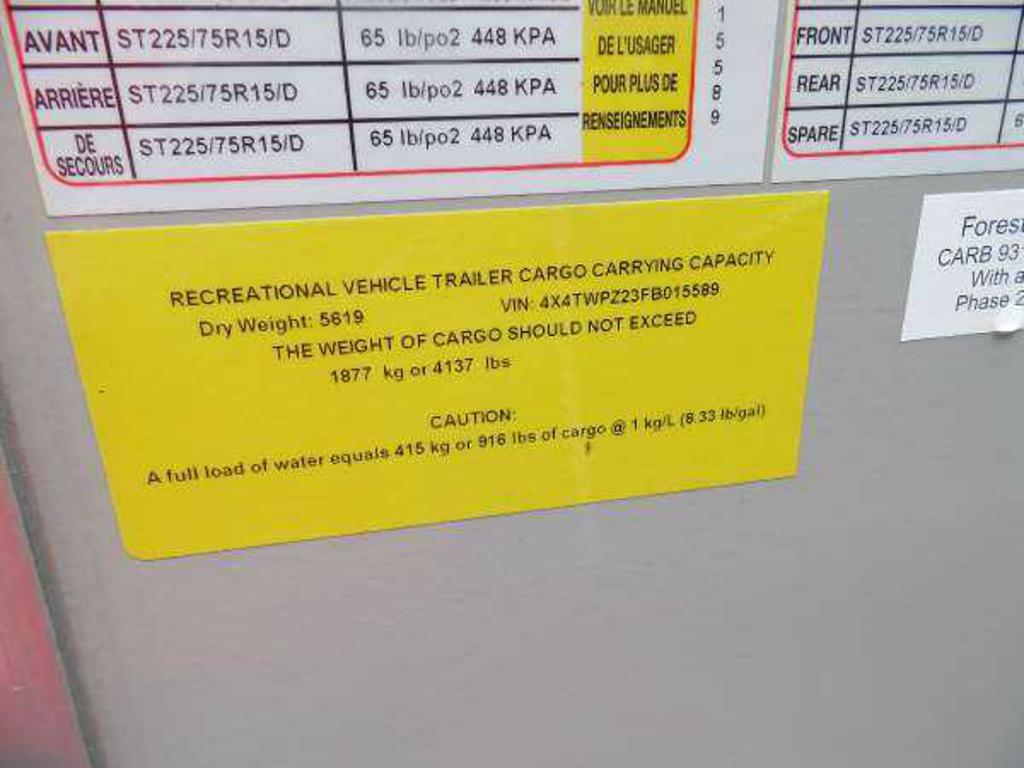 VOIR LE MANUEL
AVANT ST225/75R15/D 65 lb/po2 448 KPA DE L'USAGER
ARRIÈRE ST225/75R15/D 65 lb/po2 448 KPA POUR PLUS DE
DE SECOURS ST225/75R15/D 65 lb/po2 448 KPA RENSEIGNEMENTS
1
5
5
8
9
FRONT ST225/75R15/D
REAR ST225/75R15/D
SPARE ST225/75R15/D 6
RECREATIONAL VEHICLE TRAILER CARGO CARRYING CAPACITY
Dry Weight: 5619 VIN: 4X4TWPZ23FB015589
THE WEIGHT OF CARGO SHOULD NOT EXCEED
1877 kg or 4137 lbs
CAUTION:
A full load of water equals 415 kg or 916 lbs of cargo @ 1 kg/L (8.33 lb/gal)
Forest
CARB 93
With a
Phase 2